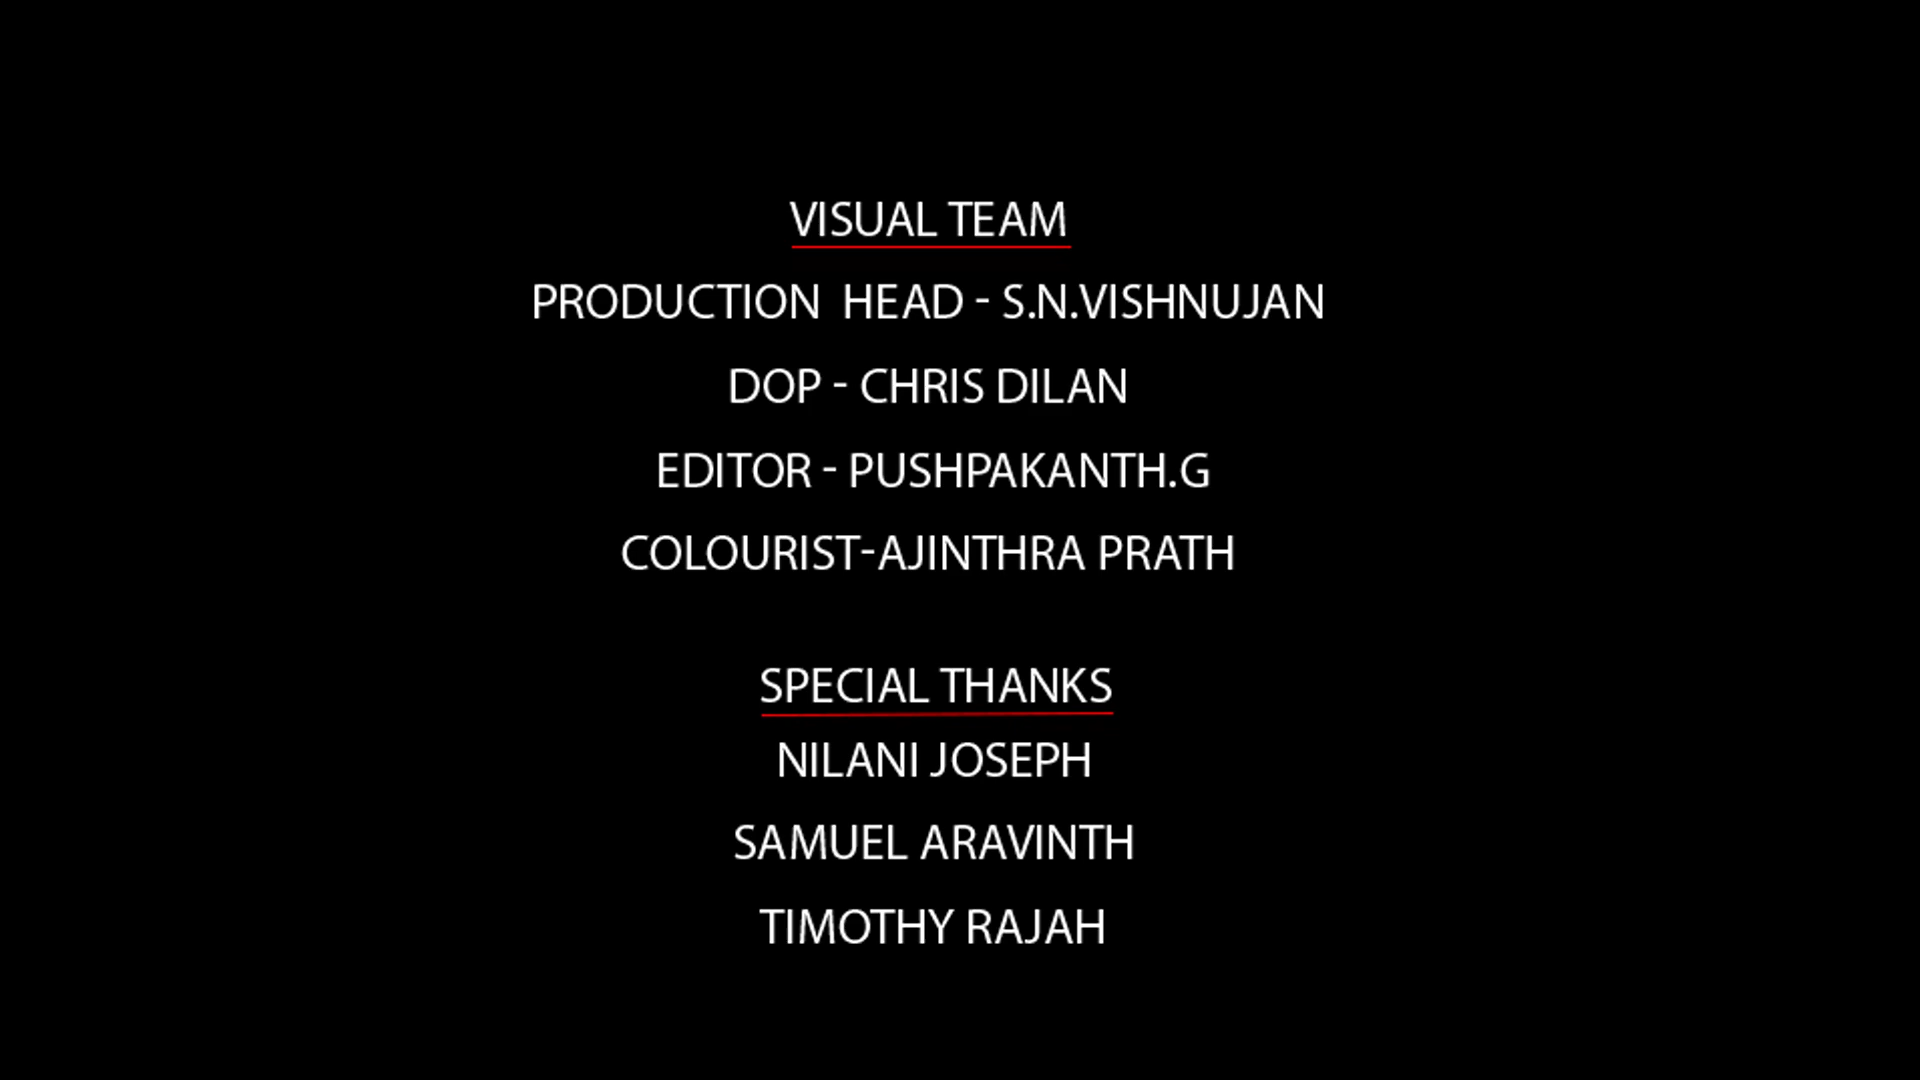 VISUAL TEAM
PRODUCTION  HEAD - S.N.VISHNUJAN
DOP - CHRIS DILAN
EDITOR - PUSHPAKANTH.G
COLOURIST-AJINTHRA PRATH
SPECIAL THANKS
NILANI JOSEPH
SAMUEL ARAVINTH
TIMOTHY RAJAH